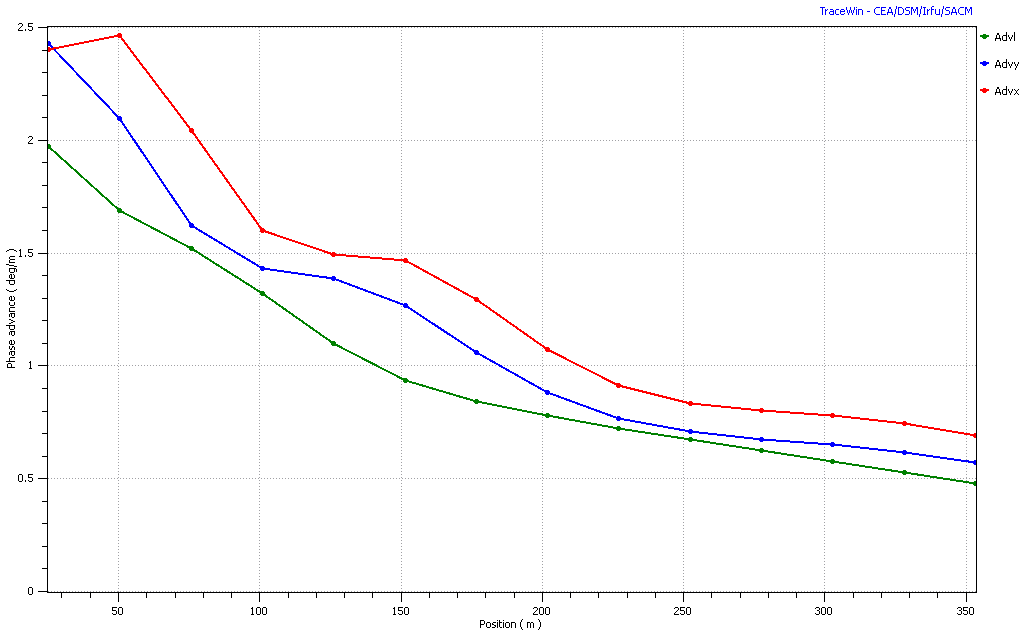 TraceWin - CEA/DSM/Irfu/SACM
Advl
Advy
Advx
Phase advance ( deg/m )
2.5
2
1.5
1
0.5
0
50
100
150
200
250
300
350
Position ( m )